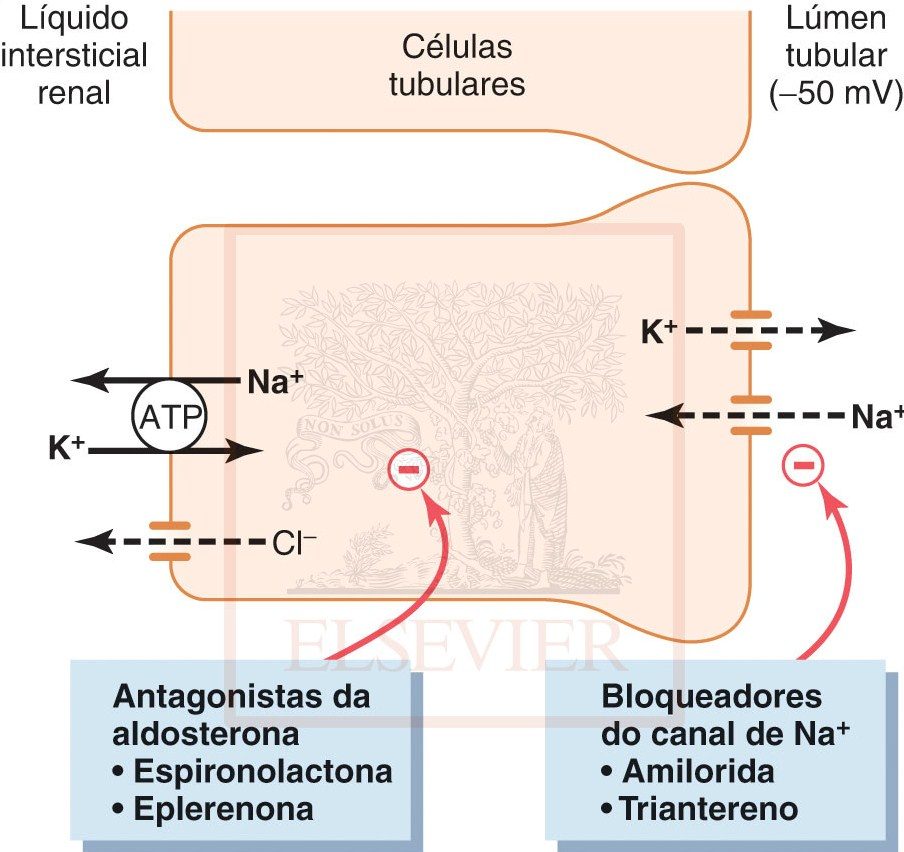 Líquido
intersticial
renal
Células
tubulares
Lúmen
tubular
(–50 mV)
K⁺
Na⁺
ATP
K⁺
Na⁺
Cl⁻
NON SOLUS
ELSEVIER
Antagonistas da
aldosterona
• Espironolactona
• Eplerenona
Bloqueadores
do canal de Na⁺
• Amilorida
• Triantereno